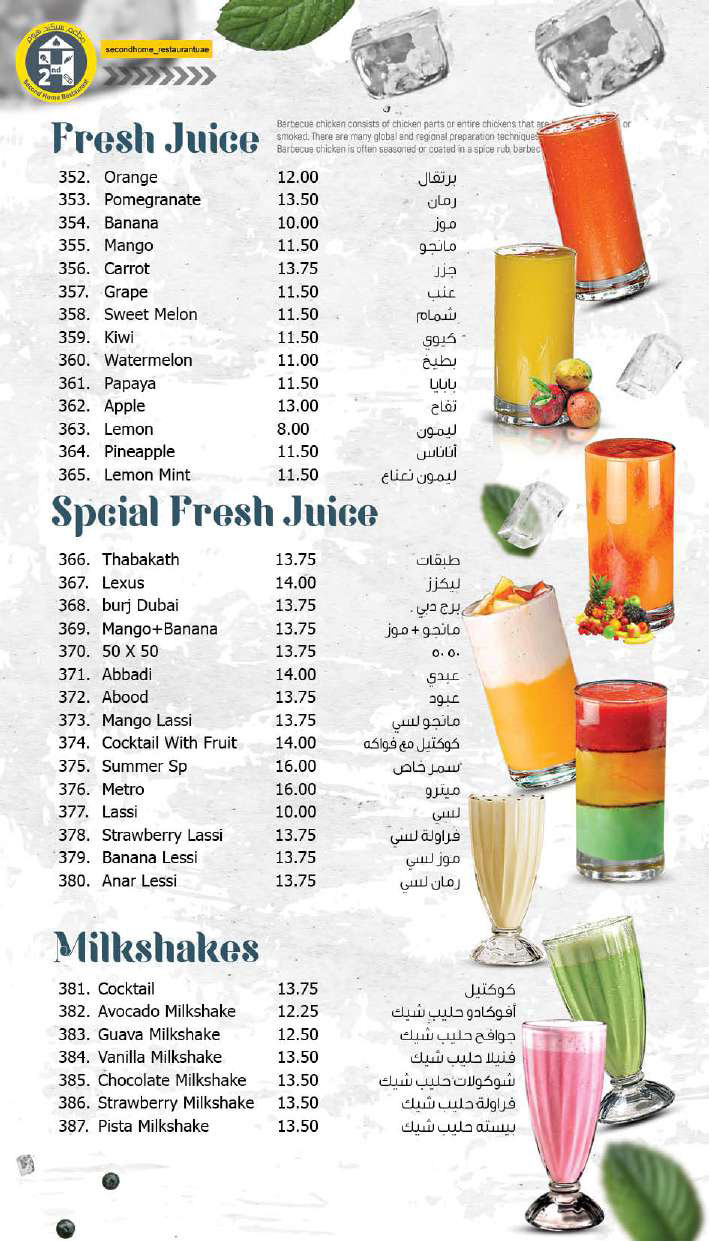 مطعم سيكند هوم
2nd
Second Home Restaurant
secondhome_restaurantuae
Fresh Juice
Barbecue chicken consists of chicken parts or entire chickens that are or
smoked. There are many global and regional preparation techniques
Barbecue chicken is often seasoned or coated in a spice rub, barbec
352. Orange 12.00 برتقال
353. Pomegranate 13.50 رمان
354. Banana 10.00 موز
355. Mango 11.50 مانجو
356. Carrot 13.75 جزر
357. Grape 11.50 عنب
358. Sweet Melon 11.50 شمام
359. Kiwi 11.50 كيوي
360. Watermelon 11.00 بطيخ
361. Papaya 11.50 بابايا
362. Apple 13.00 تفاح
363. Lemon 8.00 ليمون
364. Pineapple 11.50 أناناس
365. Lemon Mint 11.50 ليمون نعناع
Spcial Fresh Juice
366. Thabakath 13.75 طبقات
367. Lexus 14.00 ليكزز
368. burj Dubai 13.75 برج دبي
369. Mango+Banana 13.75 مانجو + موز
370. 50 X 50 13.75 ٥٠ ٥٠
371. Abbadi 14.00 عبدي
372. Abood 13.75 عبود
373. Mango Lassi 13.75 مانجو لسي
374. Cocktail With Fruit 14.00 كوكتيل مع فواكه
375. Summer Sp 16.00 سمر خاص
376. Metro 16.00 ميترو
377. Lassi 10.00 لسي
378. Strawberry Lassi 13.75 فراولة لسي
379. Banana Lessi 13.75 موز لسي
380. Anar Lessi 13.75 رمان لسي
Milkshakes
381. Cocktail 13.75 كوكتيل
382. Avocado Milkshake 12.25 أفوكادو حليب شيك
383. Guava Milkshake 12.50 جوافح حليب شيك
384. Vanilla Milkshake 13.50 فنيلا حليب شيك
385. Chocolate Milkshake 13.50 شوكولات حليب شيك
386. Strawberry Milkshake 13.50 فراولة حليب شيك
387. Pista Milkshake 13.50 بيسته حليب شيك